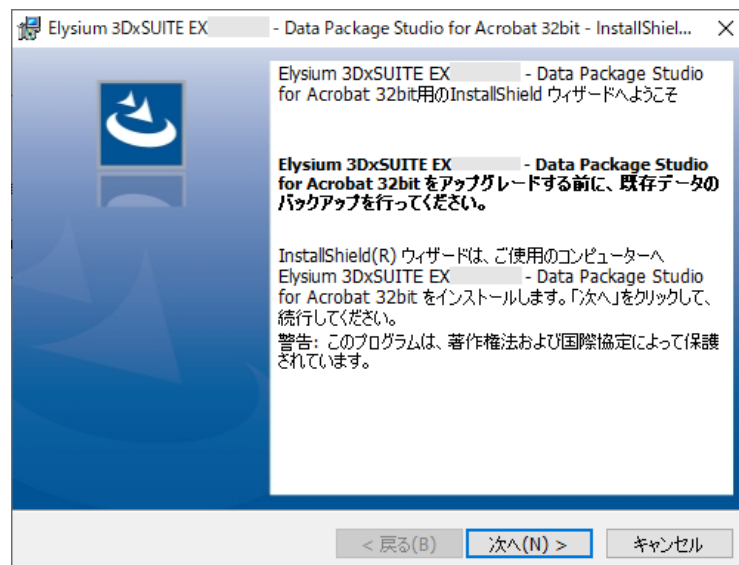 Elysium 3DxSUITE EX - Data Package Studio for Acrobat 32bit - InstallShiel...
Elysium 3DxSUITE EX - Data Package Studio
for Acrobat 32bit用のInstallShield ウィザードへようこそ
Elysium 3DxSUITE EX - Data Package Studio
for Acrobat 32bit をアップグレードする前に、既存データの
バックアップを行ってください。
InstallShield(R) ウィザードは、ご使用のコンピューターへ
Elysium 3DxSUITE EX - Data Package Studio
for Acrobat 32bit をインストールします。「次へ」をクリックして、
続行してください。
警告: このプログラムは、著作権法および国際協定によって保護
されています。
< 戻る(B)
次へ(N) >
キャンセル